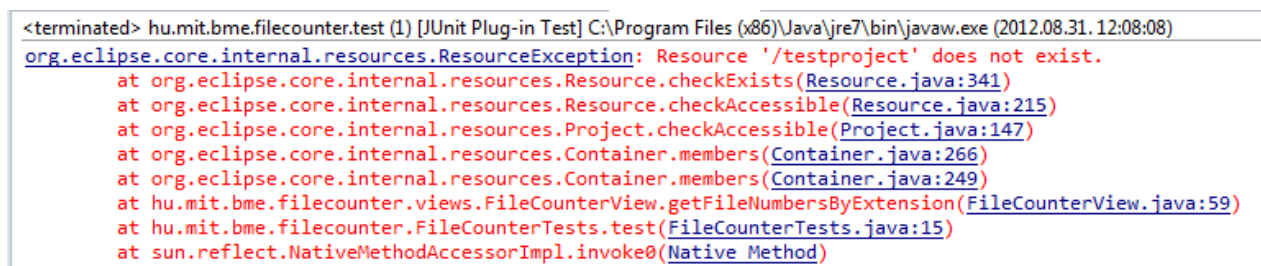 <terminated> hu.mit.bme.filecounter.test (1) [JUnit Plug-in Test] C:\Program Files (x86)\Java\jre7\bin\javaw.exe (2012.08.31. 12:08:08)
org.eclipse.core.internal.resources.ResourceException: Resource '/testproject' does not exist.
at org.eclipse.core.internal.resources.Resource.checkExists(Resource.java:341)
at org.eclipse.core.internal.resources.Resource.checkAccessible(Resource.java:215)
at org.eclipse.core.internal.resources.Project.checkAccessible(Project.java:147)
at org.eclipse.core.internal.resources.Container.members(Container.java:266)
at org.eclipse.core.internal.resources.Container.members(Container.java:249)
at hu.mit.bme.filecounter.views.FileCounterView.getFileNumbersByExtension(FileCounterView.java:59)
at hu.mit.bme.filecounter.FileCounterTests.test(FileCounterTests.java:15)
at sun.reflect.NativeMethodAccessorImpl.invoke0(Native Method)